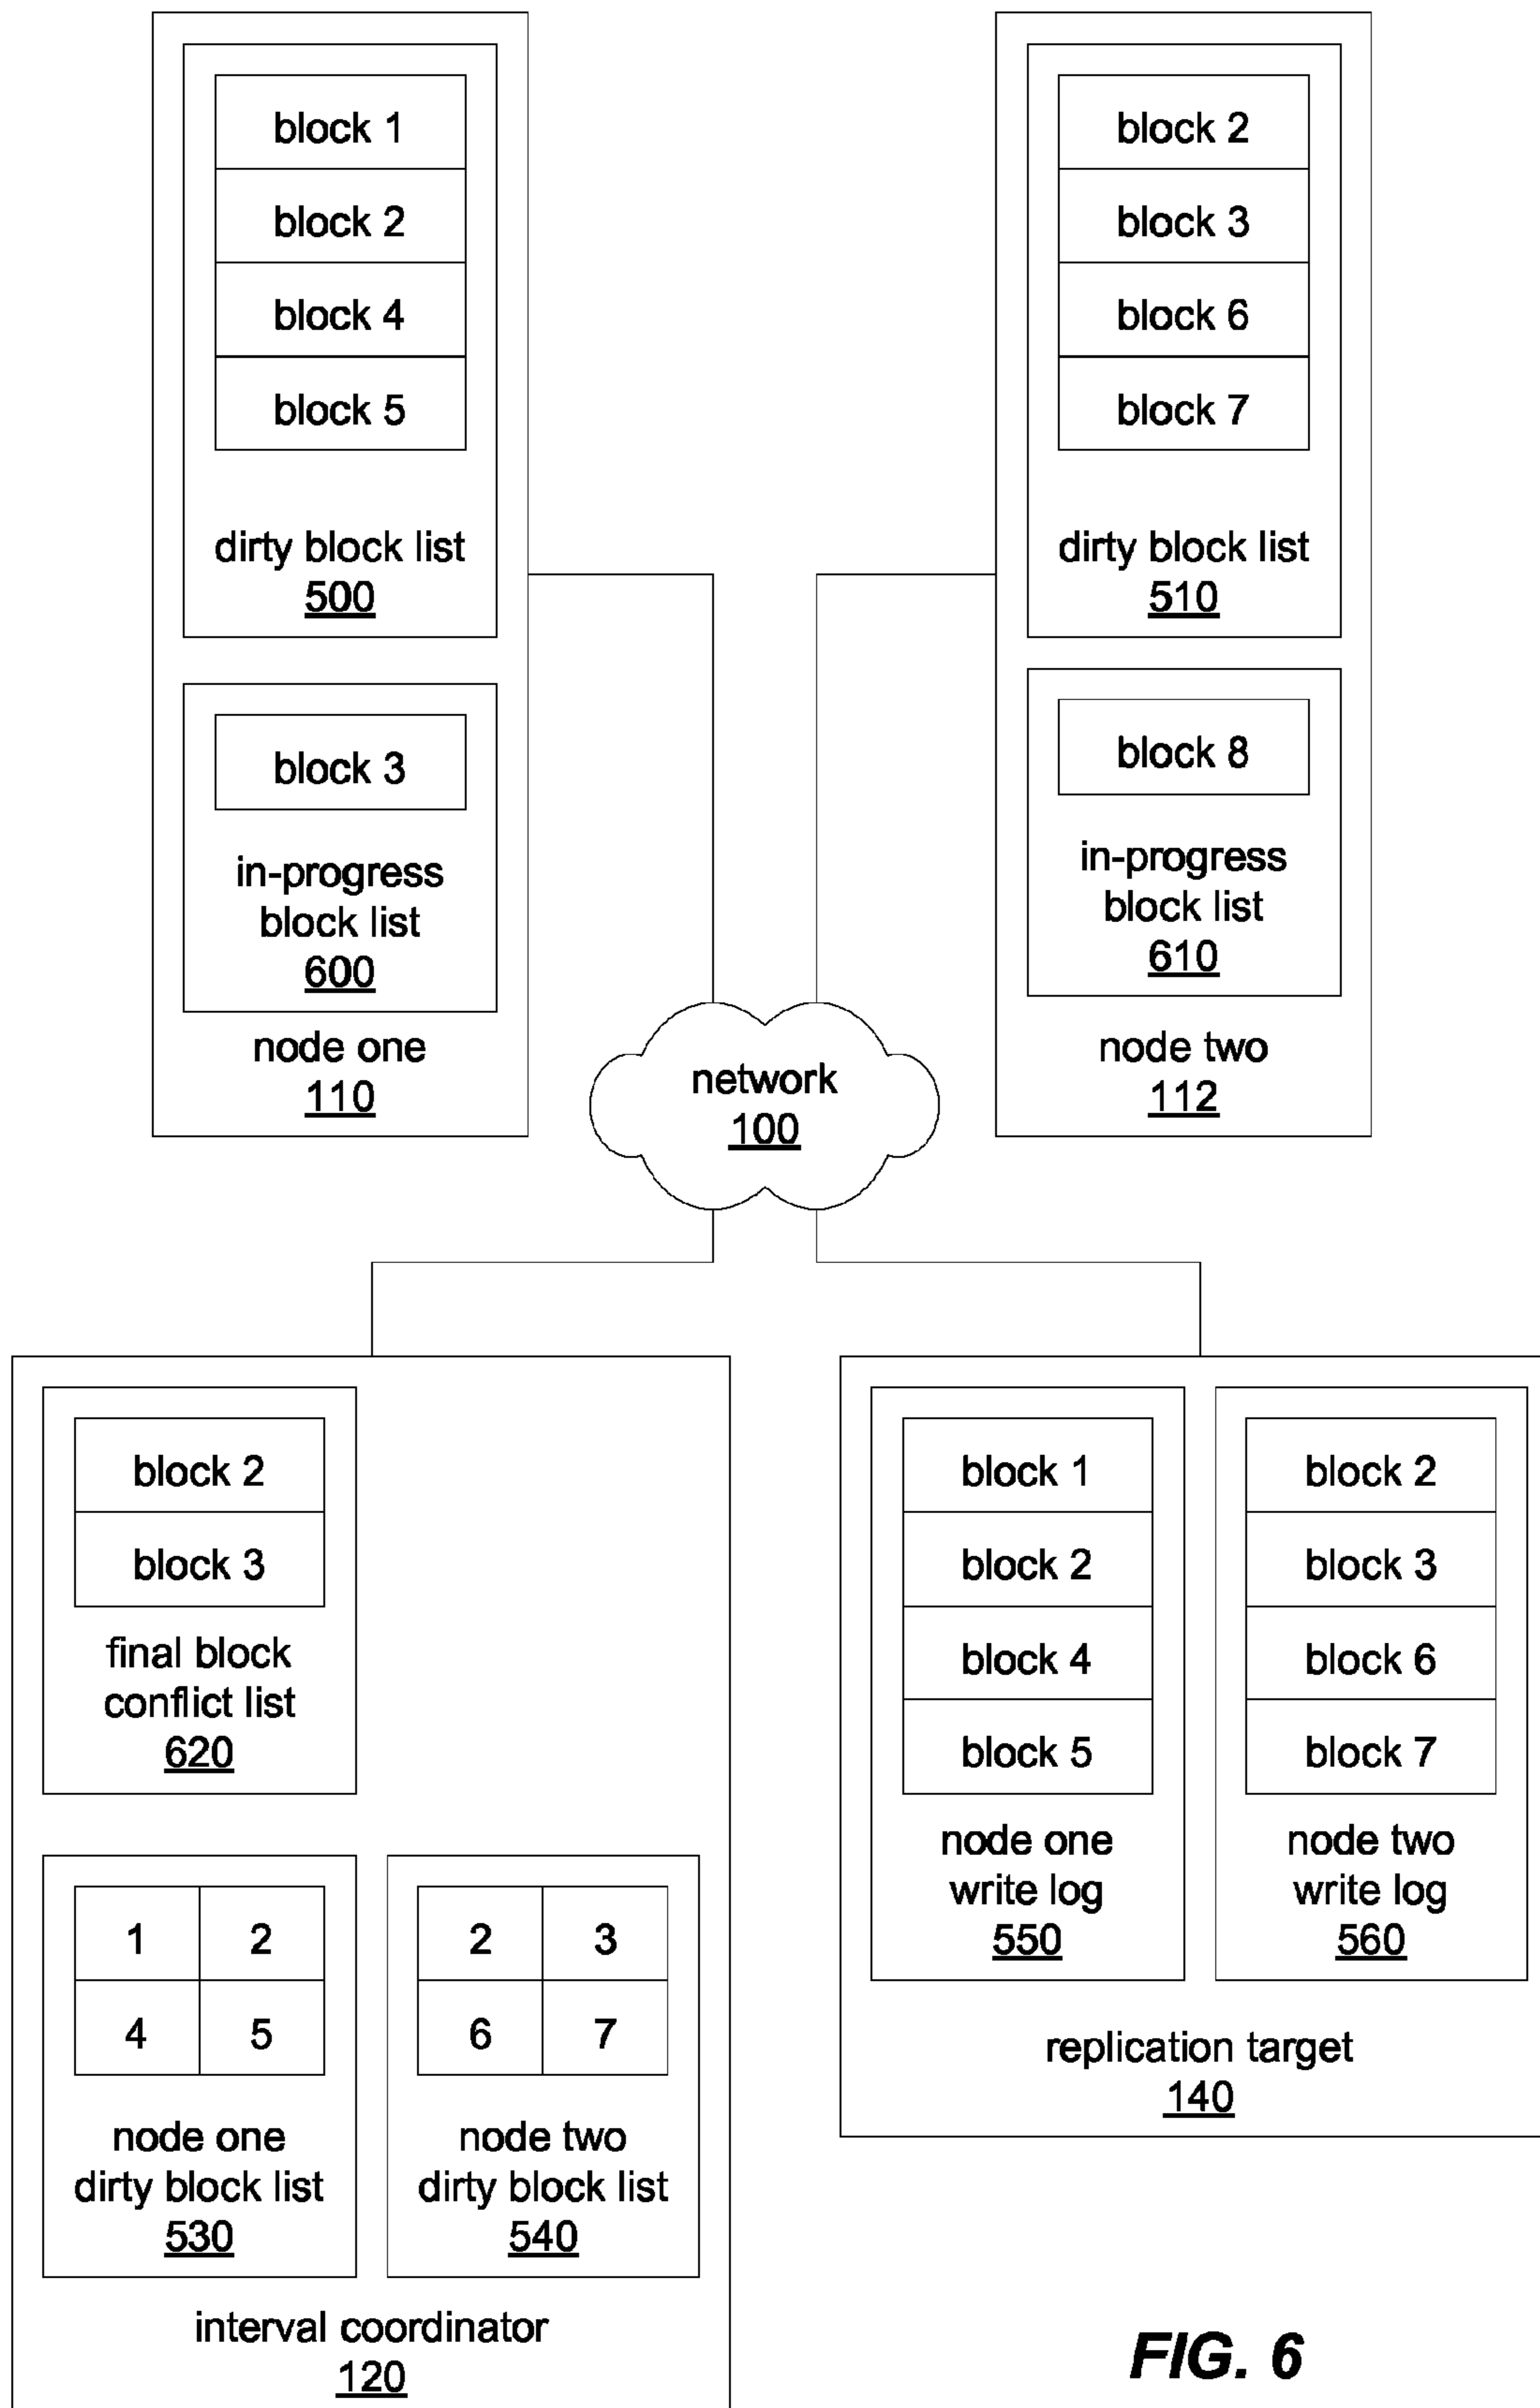 block 1
block 2
block 4
block 5
dirty block list
500
block 3
in-progress
block list
600
node one
110
block 2
block 3
block 6
block 7
dirty block list
510
block 8
in-progress
block list
610
node two
112
network
100
block 2
block 3
final block
conflict list
620
1 2
4 5
node one
dirty block list
530
2 3
6 7
node two
dirty block list
540
interval coordinator
120
block 1
block 2
block 4
block 5
node one
write log
550
block 2
block 3
block 6
block 7
node two
write log
560
replication target
140
FIG. 6